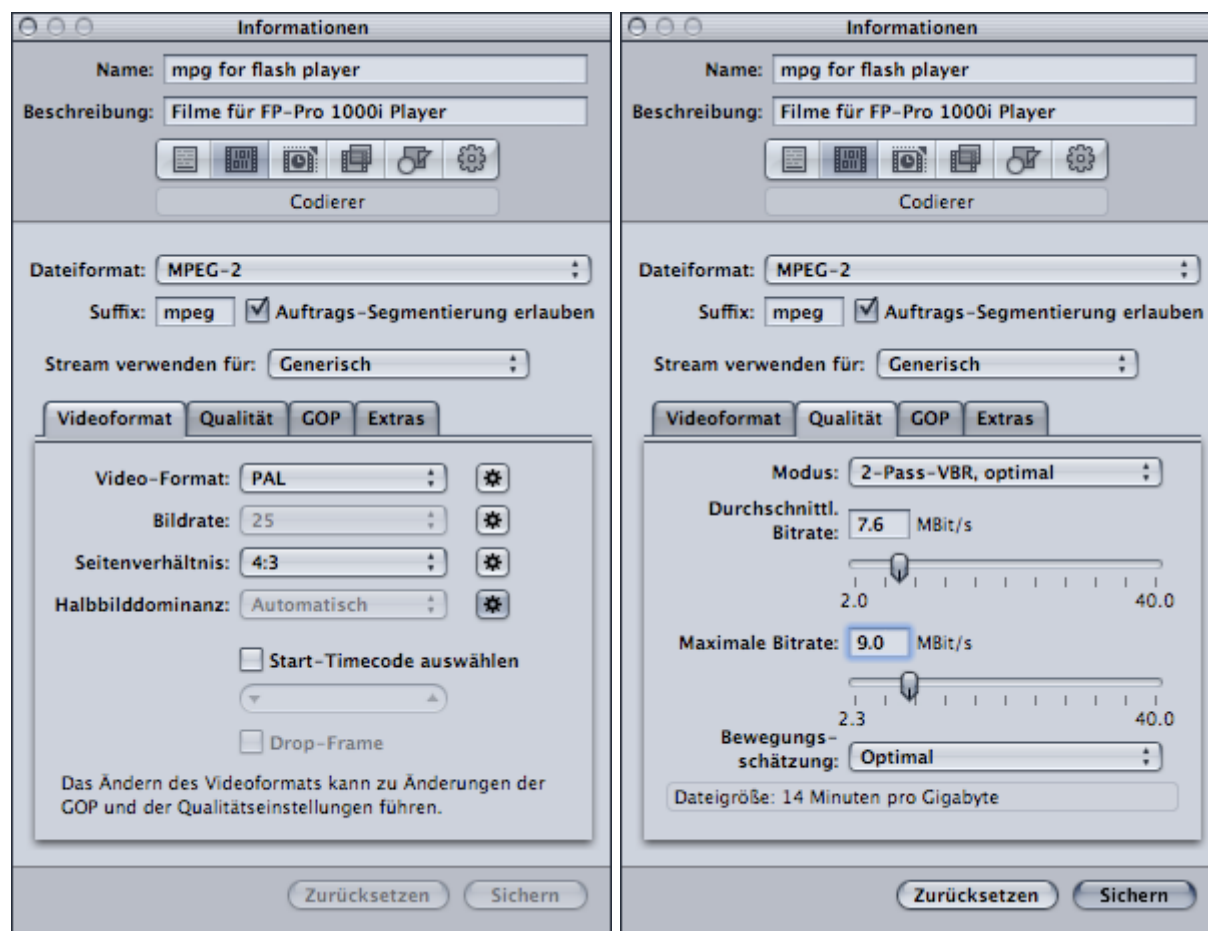 Informationen
Name: mpg for flash player
Beschreibung: Filme für FP-Pro 1000i Player
Codierer
Dateiformat: MPEG-2
Suffix: mpeg Auftrags-Segmentierung erlauben
Stream verwenden für: Generisch
Videoformat Qualität GOP Extras
Video-Format: PAL
Bildrate: 25
Seitenverhältnis: 4:3
Halbbilddominanz: Automatisch
Start-Timecode auswählen
Drop-Frame
Das Ändern des Videoformats kann zu Änderungen der
GOP und der Qualitätseinstellungen führen.
Zurücksetzen Sichern
Informationen
Name: mpg for flash player
Beschreibung: Filme für FP-Pro 1000i Player
Codierer
Dateiformat: MPEG-2
Suffix: mpeg Auftrags-Segmentierung erlauben
Stream verwenden für: Generisch
Videoformat Qualität GOP Extras
Modus: 2-Pass-VBR, optimal
Durchschnittl.
Bitrate: 7.6 MBit/s
2.0 40.0
Maximale Bitrate: 9.0 MBit/s
2.3 40.0
Bewegungs-
schätzung: Optimal
Dateigröße: 14 Minuten pro Gigabyte
Zurücksetzen Sichern